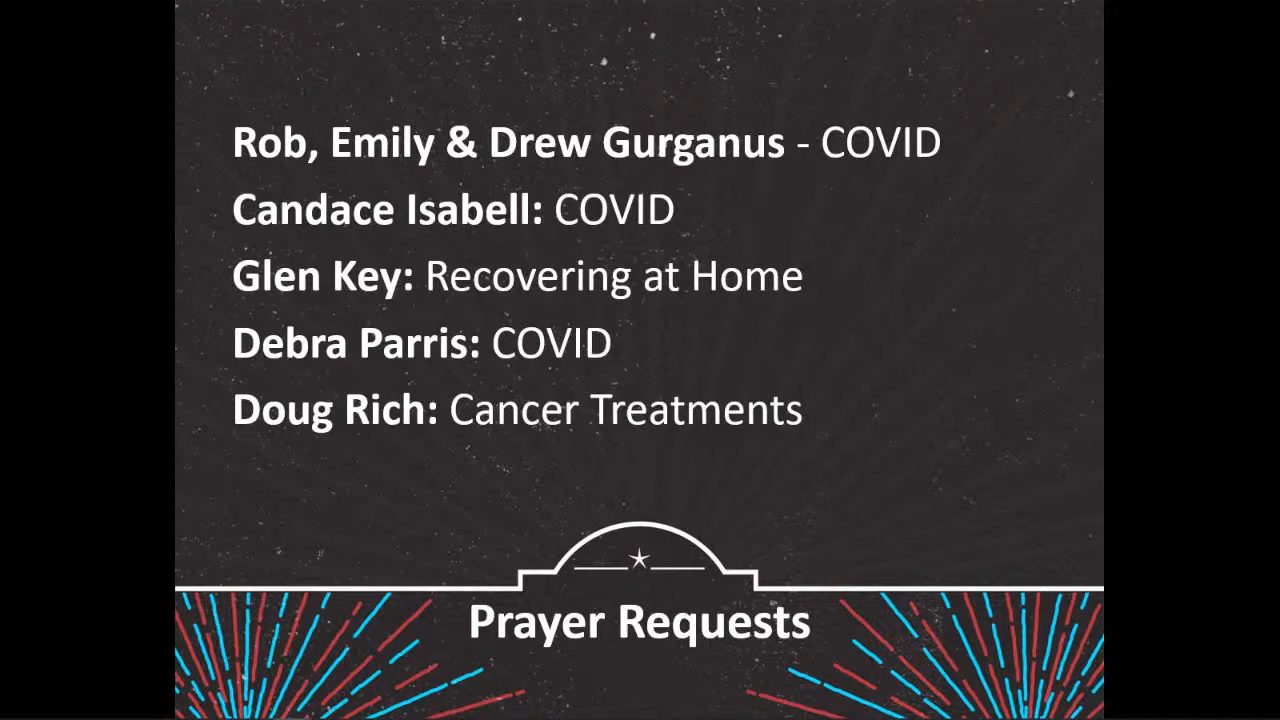 Rob, Emily & Drew Gurganus - COVID
Candace Isabell: COVID
Glen Key: Recovering at Home
Debra Parris: COVID
Doug Rich: Cancer Treatments
Prayer Requests